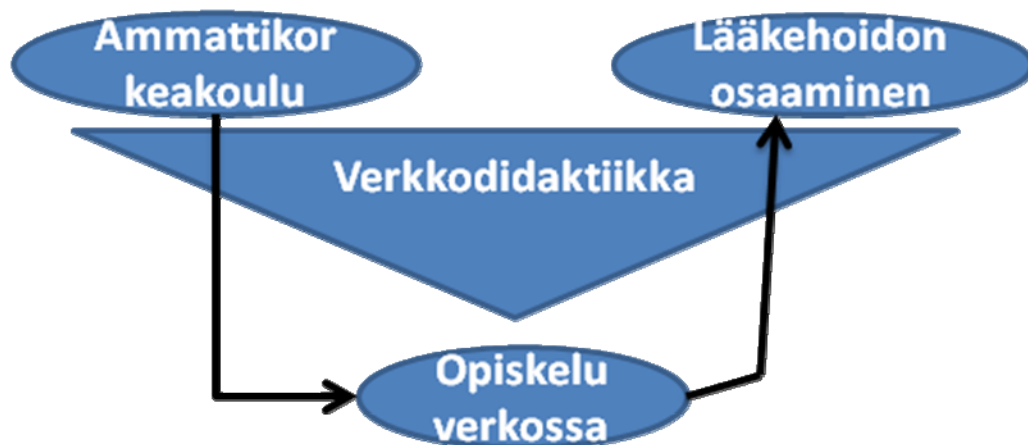 Ammattikor
keakoulu
Lääkehoidon
osaaminen
Verkkodidaktiikka
Opiskelu
verkossa